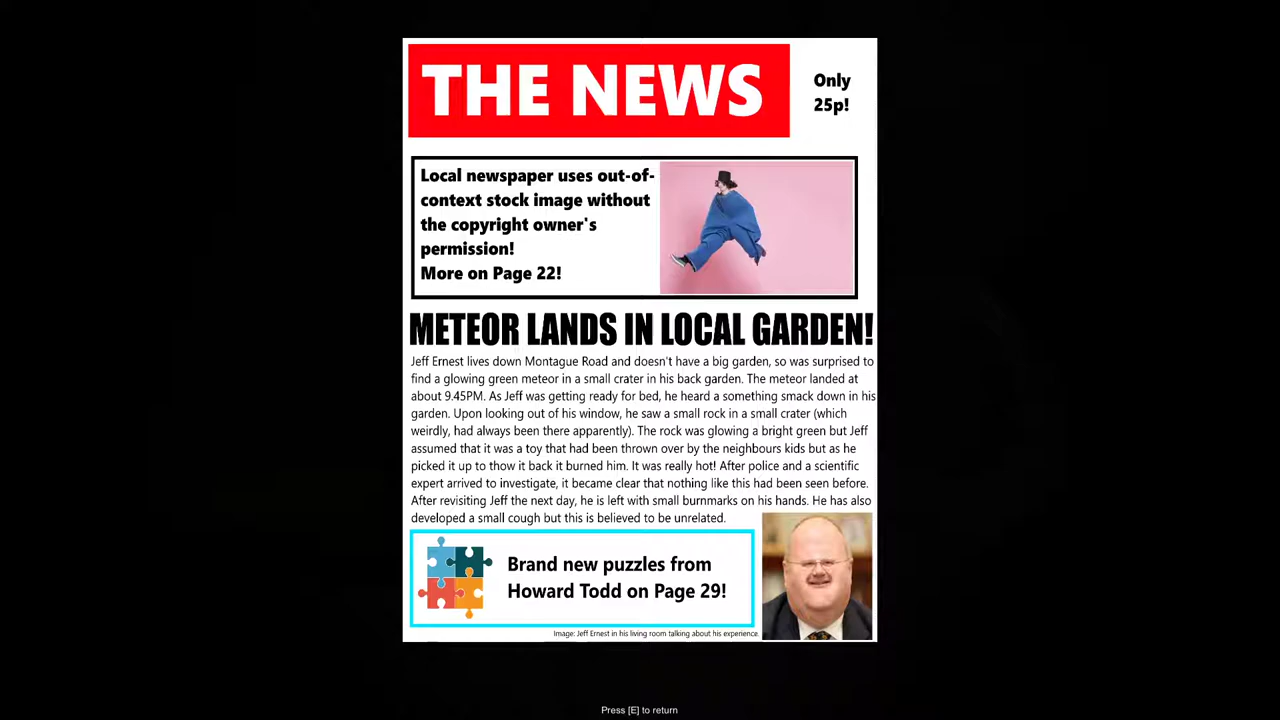 THE NEWS
Only
25p!
Local newspaper uses out-of-
context stock image without
the copyright owner's
permission!
More on Page 22!
METEOR LANDS IN LOCAL GARDEN!
Jeff Ernest lives down Montague Road and doesn't have a big garden, so was surprised to
find a glowing green meteor in a small crater in his back garden. The meteor landed at
about 9.45PM. As Jeff was getting ready for bed, he heard a something smack down in his
garden. Upon looking out of his window, he saw a small rock in a small crater (which
weirdly, had always been there apparently). The rock was glowing a bright green but Jeff
assumed that it was a toy that had been thrown over by the neighbours kids but as he
picked it up to thow it back it burned him. It was really hot! After police and a scientific
expert arrived to investigate, it became clear that nothing like this had been seen before.
After revisiting Jeff the next day, he is left with small burnmarks on his hands. He has also
developed a small cough but this is believed to be unrelated.
Brand new puzzles from
Howard Todd on Page 29!
Image: Jeff Ernest in his living room talking about his experience.
Press [E] to return